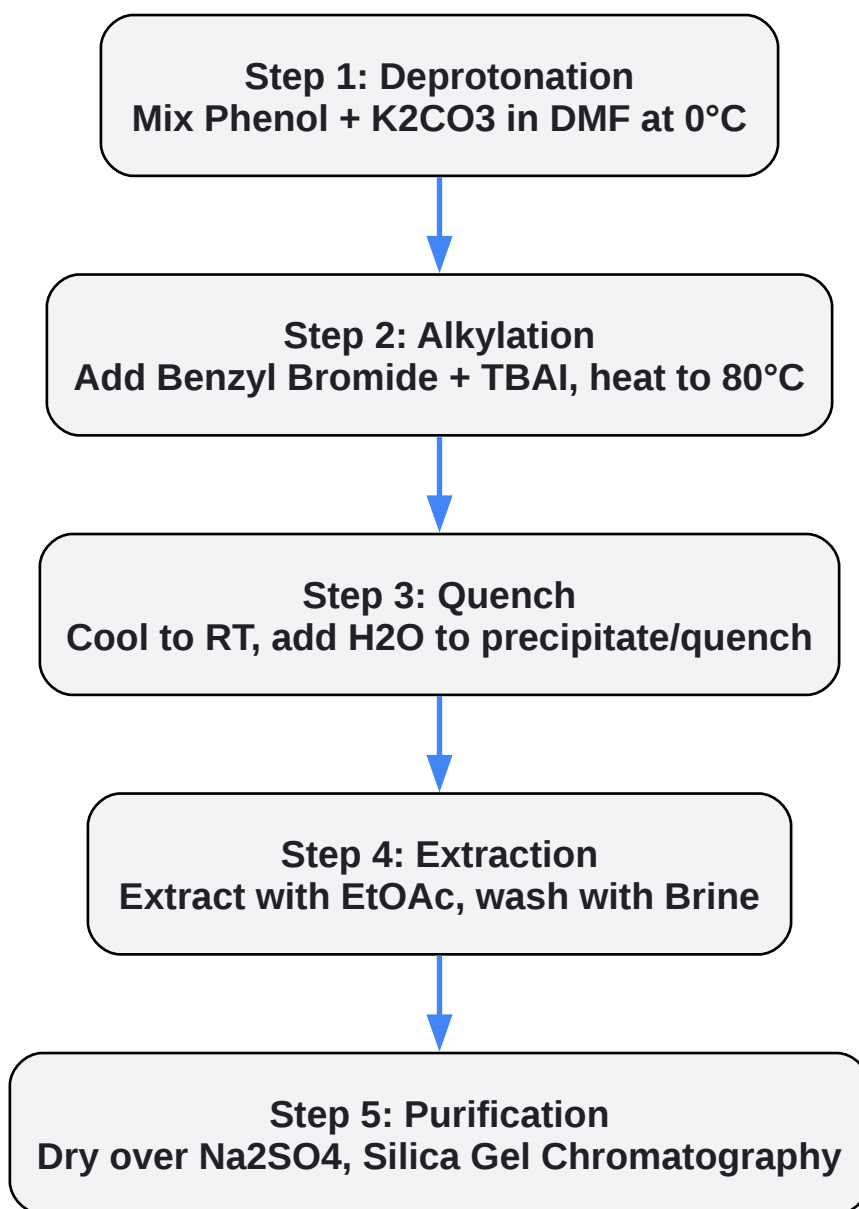 Step 1: Deprotonation
Mix Phenol + K2CO3 in DMF at 0°C
Step 2: Alkylation
Add Benzyl Bromide + TBAI, heat to 80°C
Step 3: Quench
Cool to RT, add H2O to precipitate/quench
Step 4: Extraction
Extract with EtOAc, wash with Brine
Step 5: Purification
Dry over Na2SO4, Silica Gel Chromatography